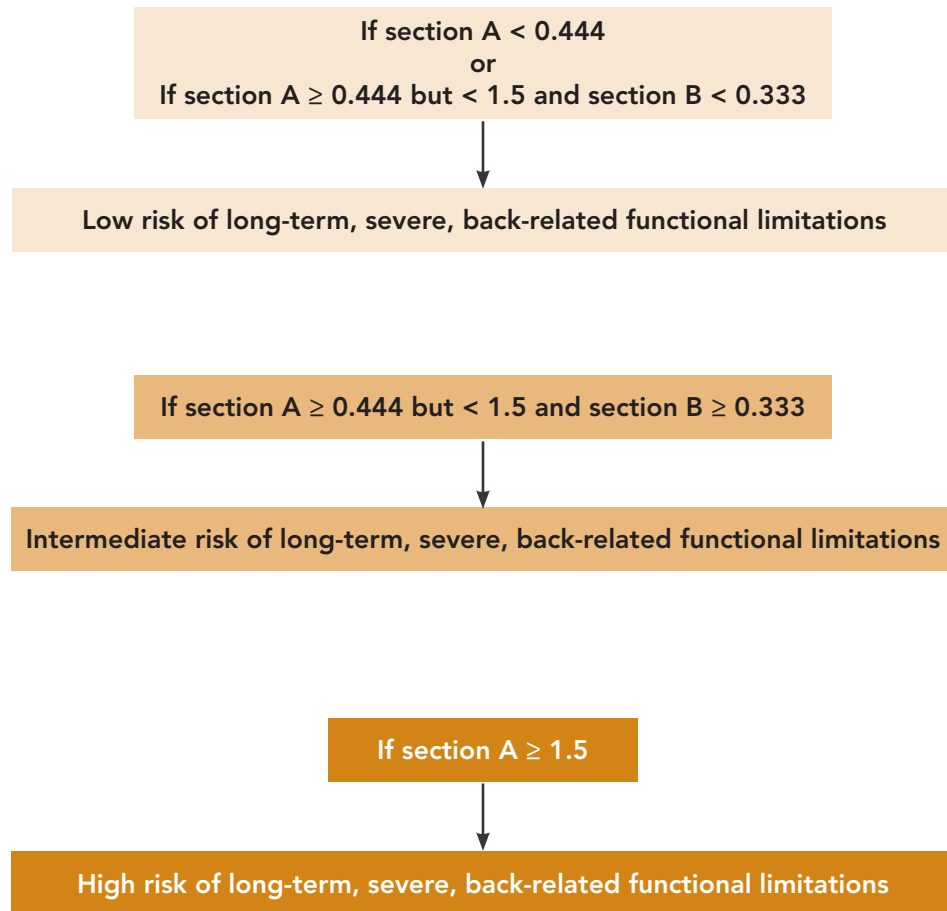 If section A < 0.444
or
If section A ≥ 0.444 but < 1.5 and section B < 0.333
Low risk of long-term, severe, back-related functional limitations
If section A ≥ 0.444 but < 1.5 and section B ≥ 0.333
Intermediate risk of long-term, severe, back-related functional limitations
If section A ≥ 1.5
High risk of long-term, severe, back-related functional limitations